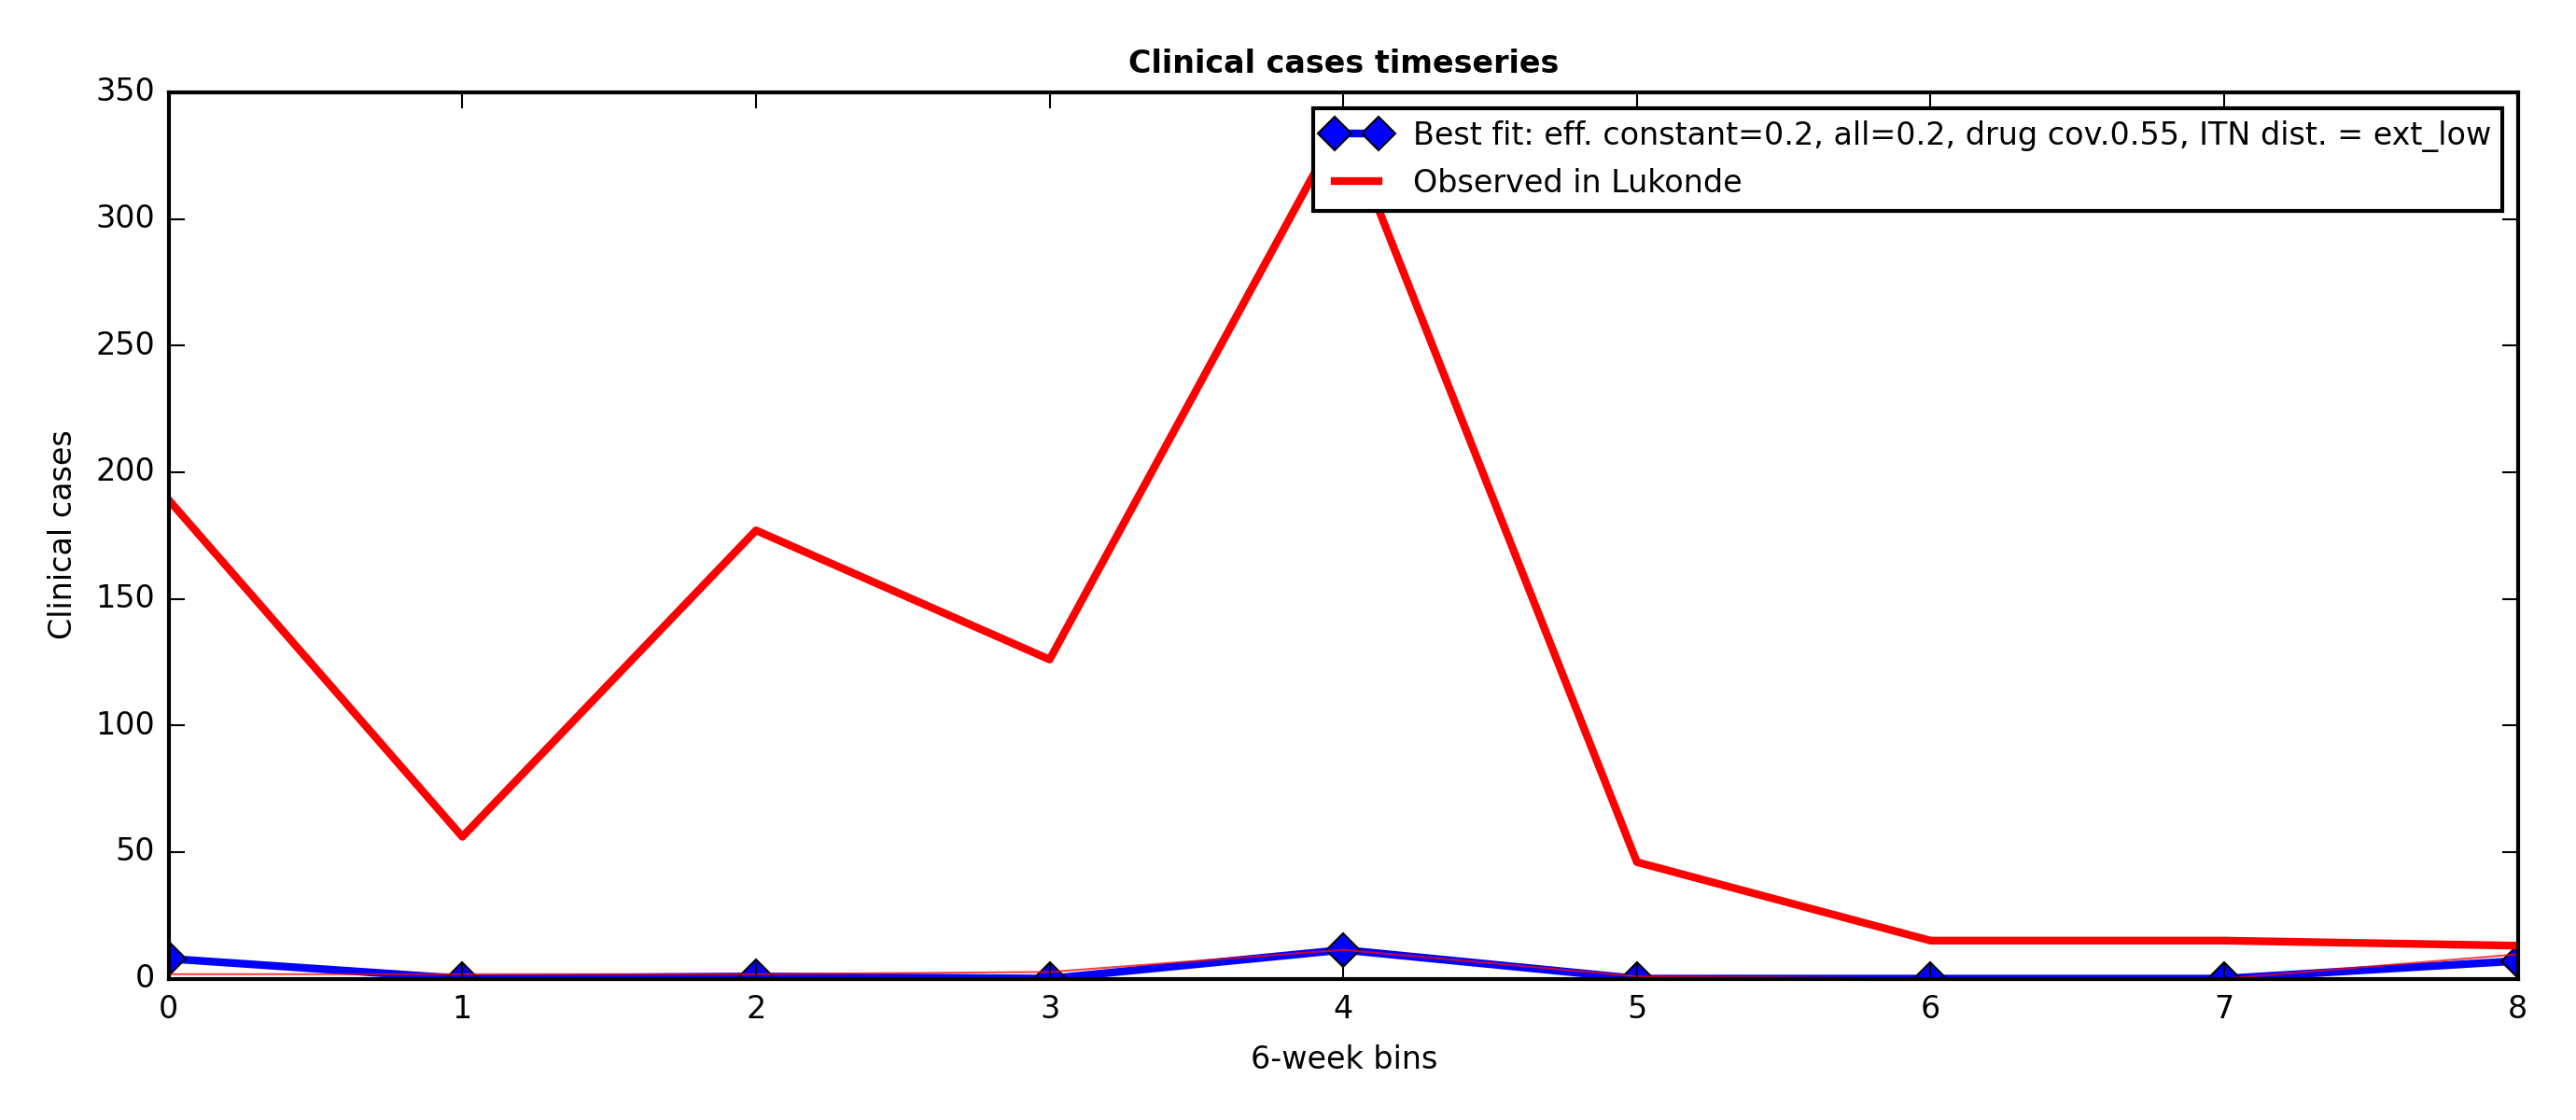 Clinical cases timeseries
350
300
250
200
150
100
50
0
Clinical cases
Best fit: eff. constant=0.2, all=0.2, drug cov.0.55, ITN dist. = ext_low
Observed in Lukonde
0 1 2 3 4 5 6 7 8
6-week bins